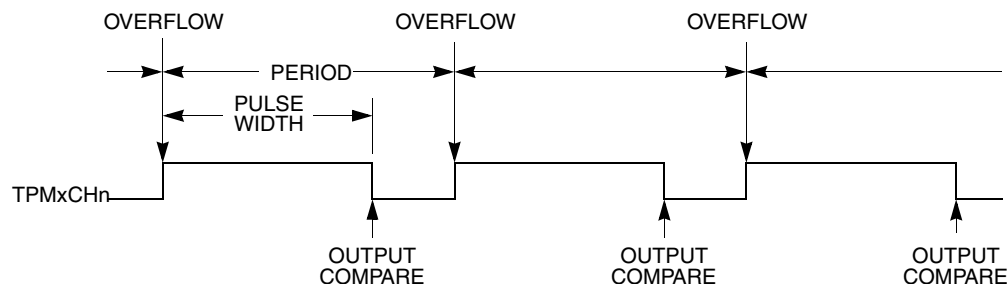 OVERFLOW OVERFLOW OVERFLOW
PERIOD
PULSE
WIDTH
TPMxCHn
OUTPUT OUTPUT OUTPUT
COMPARE COMPARE COMPARE